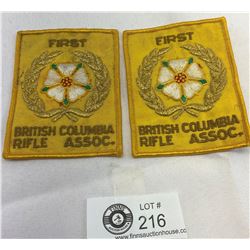 FIRST
BRITISH COLUMBIA
RIFLE ASSOC.
FIRST
BRITISH COLUMBIA
RIFLE ASSOC.
LOT #
216
www.finnsauctionhouse.com